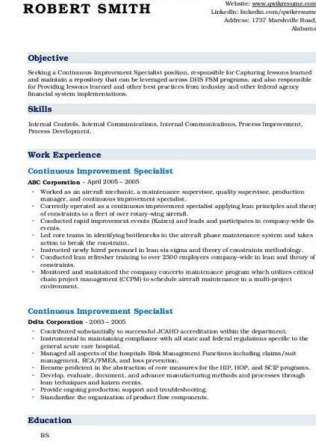 ROBERT SMITH
Website: www.qwikresume.com
LinkedIn: linkedin.com/qwikresume
Address: 1737 Marshville Road,
Alabama
Objective
Seeking a Continuous Improvement Specialist position, responsible for Capturing lessons learned
and maintain a repository that can be leveraged across DHS FSM programs, and also responsible
for Providing lessons learned and other best practices from industry and other federal agency
financial system implementations.
Skills
Internal Controls, Internal Communications, Internal Communications, Process Improvement,
Process Development.
Work Experience
Continuous Improvement Specialist
ABC Corporation - April 2005 – 2005
• Worked as an aircraft mechanic, a maintenance supervisor, quality supervisor, production
manager, and continuous improvement specialist.
• Currently operated as a continuous improvement specialist applying lean principles and theory
of constraints to a fleet of over rotary-wing aircraft.
• Conducted rapid improvement events (Kaizen) and leads and participates in company-wide 6s
events.
• Led core teams in identifying bottlenecks in the aircraft phase maintenance system and takes
action to break the constraint.
• Instructed newly hired personnel in lean six sigma and theory of constraints methodology.
• Conducted lean refresher training to over 2500 employees company-wide in lean and theory of
constraints.
• Monitored and maintained the company concerto maintenance program which utilizes critical
chain project management (CCPM) to schedule aircraft maintenance in a multi-project
environment.
Continuous Improvement Specialist
Delta Corporation - 2003 – 2005
• Contributed substantially to successful JCAHO accreditation within the department.
• Instrumental in maintaining compliance with all state and federal regulations specific to the
general acute care hospital.
• Managed all aspects of the hospitals Risk Management Functions including claims/suit
management, RCA/FMEA, and loss prevention.
• Became proficient in the abstraction of core measures for the HIP, HOP, and SCIP programs.
• Develop, evaluate, document, and advance manufacturing methods and processes through
lean techniques and kaizen events.
• Provide ongoing production support and troubleshooting.
• Standardize the organization of product flow components.
Education
BS